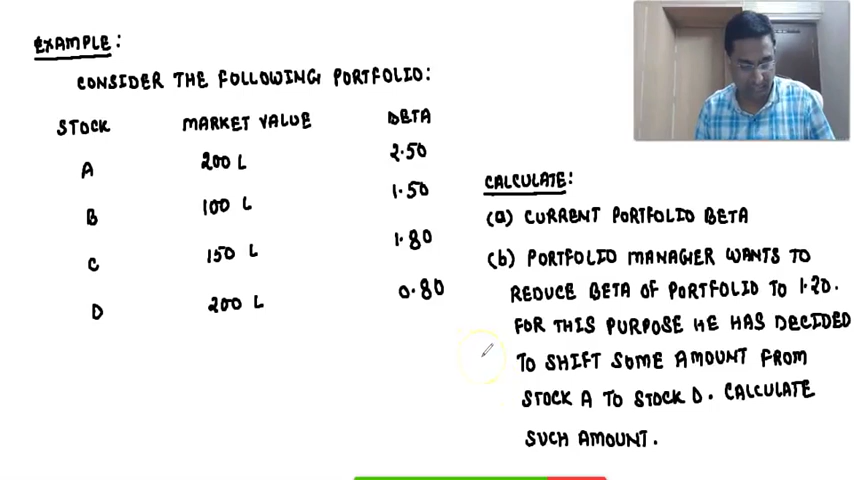 EXAMPLE:
CONSIDER THE FOLLOWING PORTFOLIO:
STOCK MARKET VALUE BETA
A 200 L 2.50
B 100 L 1.50
C 150 L 1.80
D 200 L 0.80
CALCULATE:
(a) CURRENT PORTFOLIO BETA
(b) PORTFOLIO MANAGER WANTS TO
REDUCE BETA OF PORTFOLIO TO 1.20.
FOR THIS PURPOSE HE HAS DECIDED
TO SHIFT SOME AMOUNT FROM
STOCK A TO STOCK D. CALCULATE
SUCH AMOUNT.